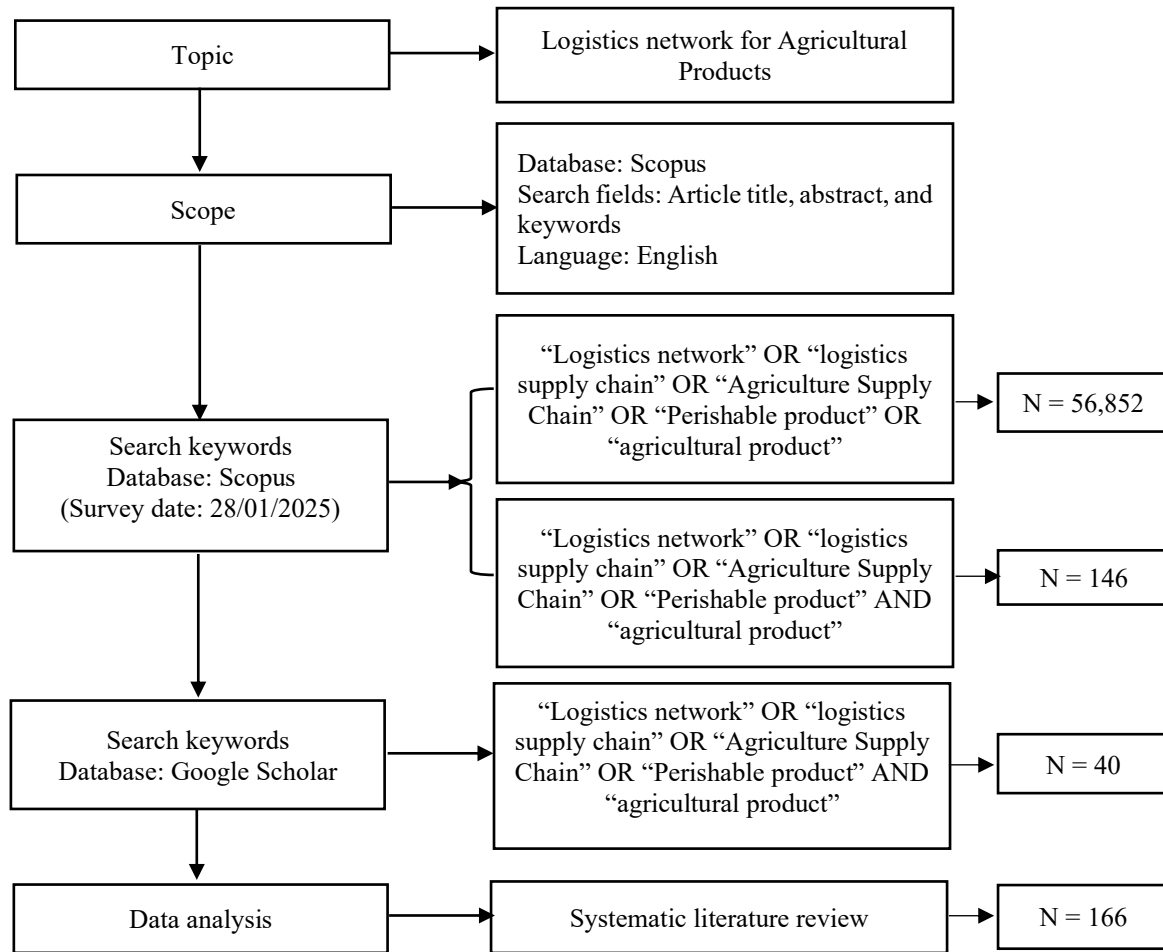 Topic
Logistics network for Agricultural
Products
Scope
Database: Scopus
Search fields: Article title, abstract, and
keywords
Language: English
Search keywords
Database: Scopus
(Survey date: 28/01/2025)
“Logistics network” OR “logistics
supply chain” OR “Agriculture Supply
Chain” OR “Perishable product” OR
“agricultural product”
N = 56,852
“Logistics network” OR “logistics
supply chain” OR “Agriculture Supply
Chain” OR “Perishable product” AND
“agricultural product”
N = 146
Search keywords
Database: Google Scholar
“Logistics network” OR “logistics
supply chain” OR “Agriculture Supply
Chain” OR “Perishable product” AND
“agricultural product”
N = 40
Data analysis
Systematic literature review
N = 166